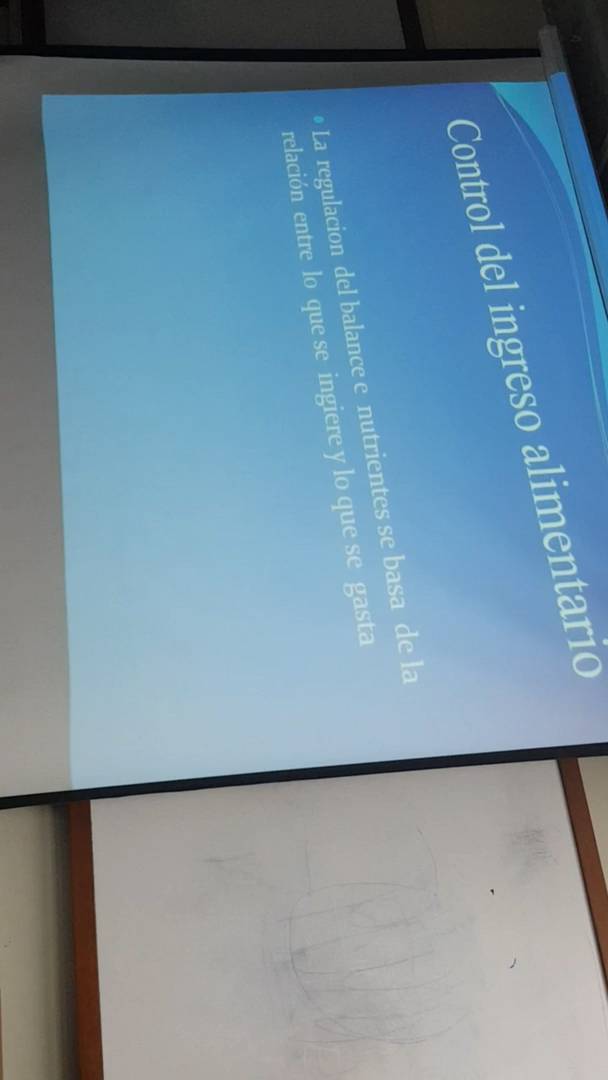 Control del ingreso alimentario
• La regulacion del balance e nutrientes se basa de la
relación entre lo que se ingiere y lo que se gasta